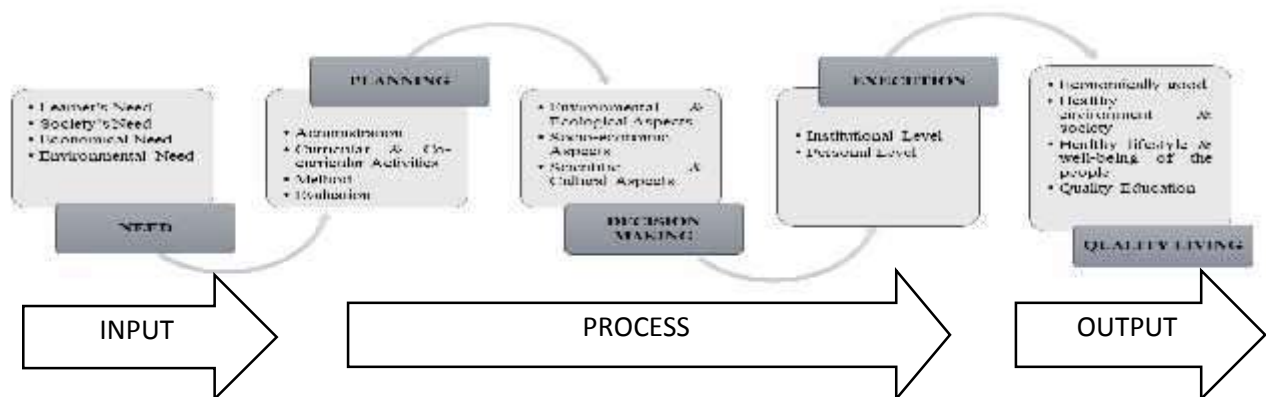 NEED
• Learner's Need
• Society's Need
• Economical Need
• Environmental Need
PLANNING
• Administration
• Curricular & Co-
curricular Activities
• Method
• Evaluation
• Environmental &
Ecological Aspects
• Socio-economic
Aspects
• Scientific &
Cultural Aspects
DECISION
MAKING
EXECUTION
• Institutional Level
• Personal Level
• Economically good
• Healthy
environment &
society
• Healthy lifestyle &
well-being of the
people
• Quality Education
QUALITY LIVING
INPUT
PROCESS
OUTPUT